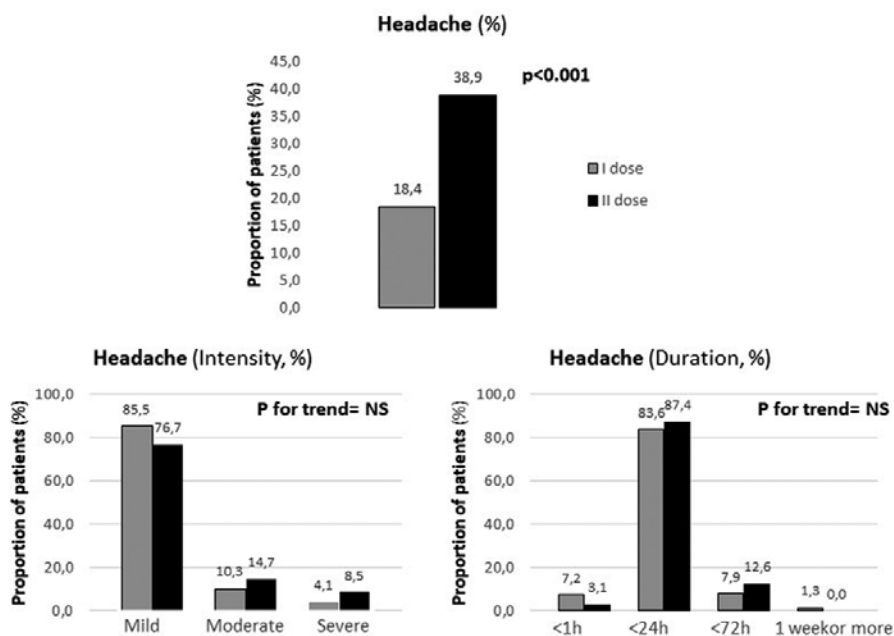 Headache (%)
Proportion of patients (%)
45,0
40,0
35,0
30,0
25,0
20,0
15,0
10,0
5,0
0,0
18,4
38,9
p<0.001
I dose
II dose
Headache (Intensity, %)
Proportion of patients (%)
100,0
80,0
60,0
40,0
20,0
0,0
P for trend= NS
85,5
76,7
10,3
14,7
4,1
8,5
Mild
Moderate
Severe
Headache (Duration, %)
Proportion of patients (%)
100,0
80,0
60,0
40,0
20,0
0,0
P for trend= NS
7,2
3,1
83,6
87,4
7,9
12,6
1,3
0,0
<1h
<24h
<72h
1 weekor more